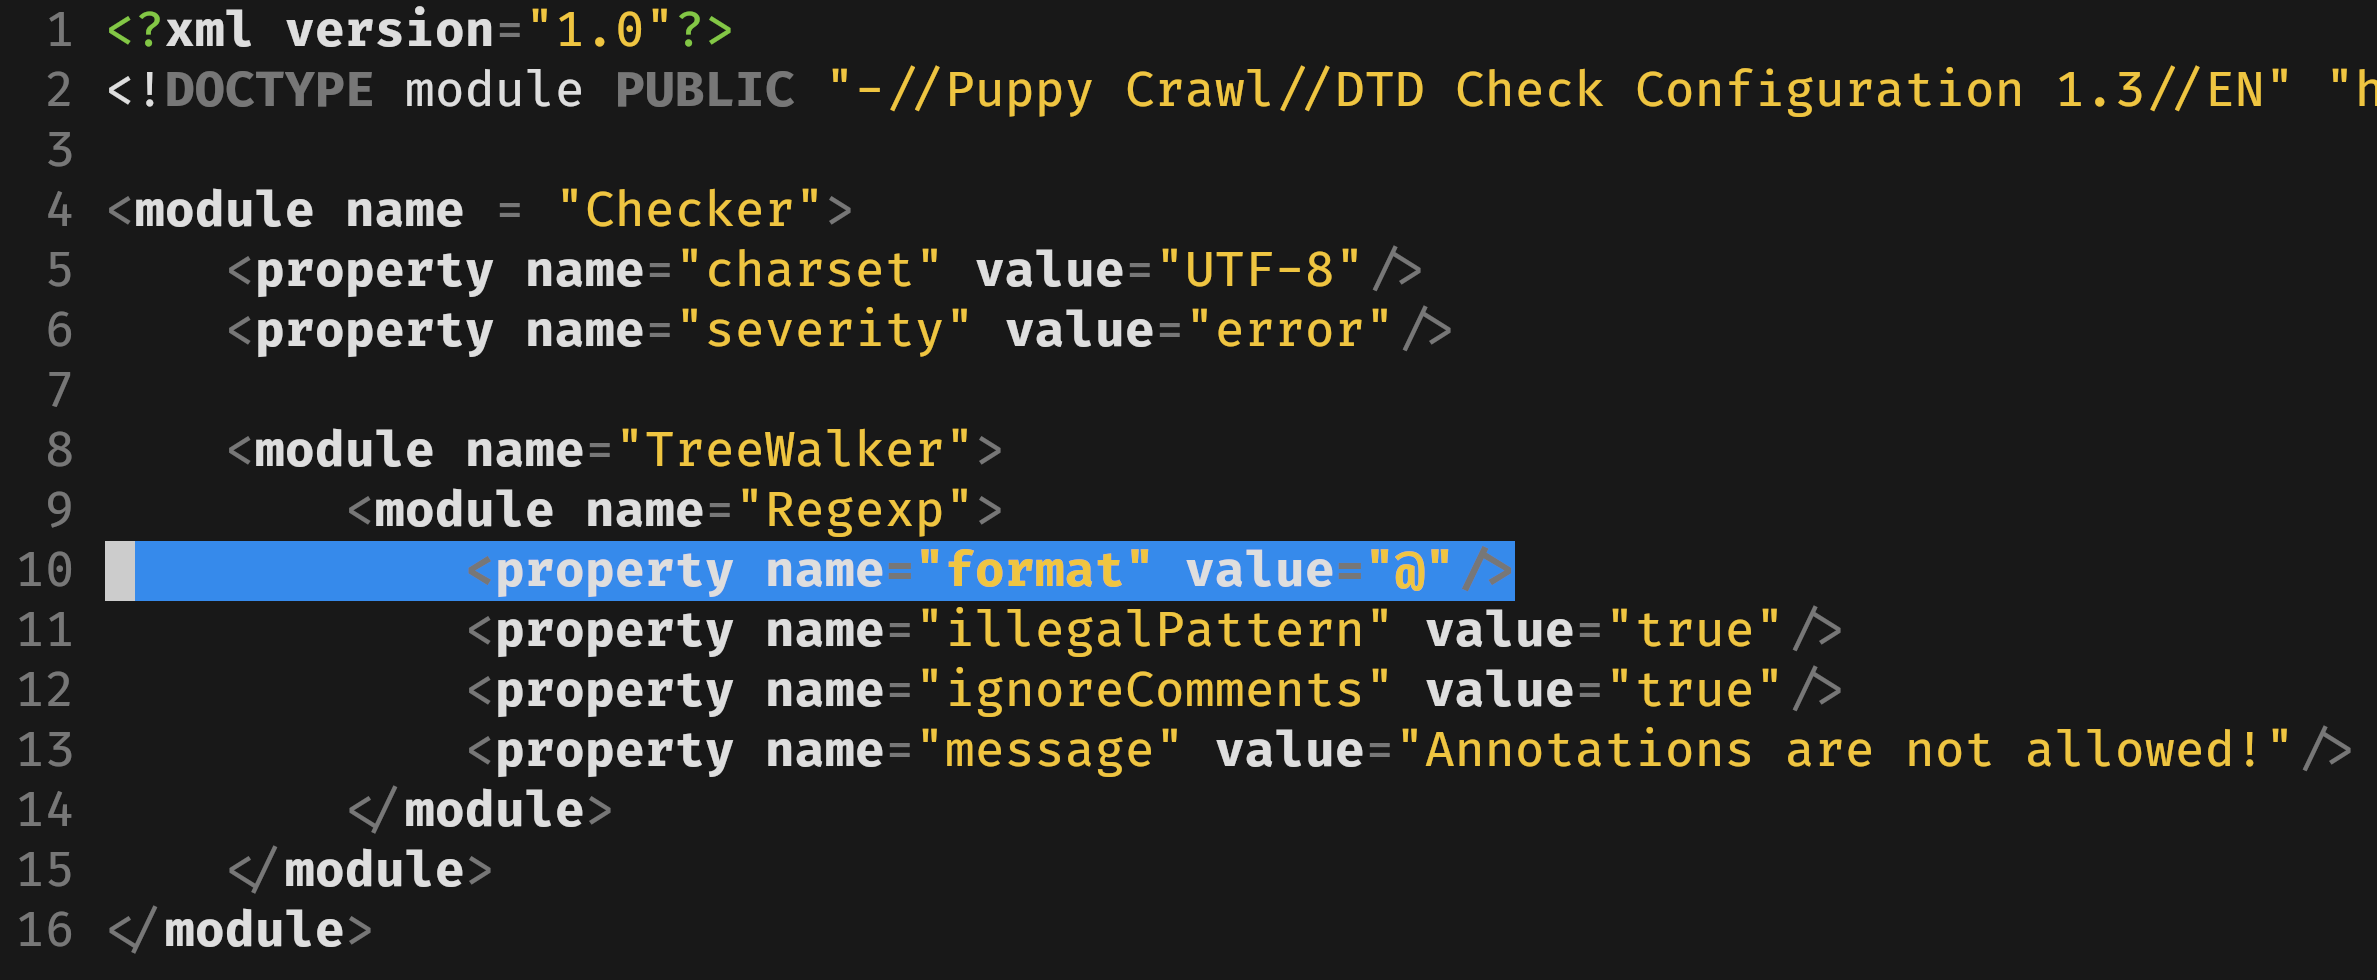 1 <?xml version="1.0"?>
2 <!DOCTYPE module PUBLIC "-//Puppy Crawl//DTD Check Configuration 1.3//EN" "h
3
4 <module name = "Checker">
5     <property name="charset" value="UTF-8"/>
6     <property name="severity" value="error"/>
7
8     <module name="TreeWalker">
9         <module name="Regexp">
10             <property name="format" value="@"/>
11             <property name="illegalPattern" value="true"/>
12             <property name="ignoreComments" value="true"/>
13             <property name="message" value="Annotations are not allowed!"/>
14         </module>
15     </module>
16 </module>